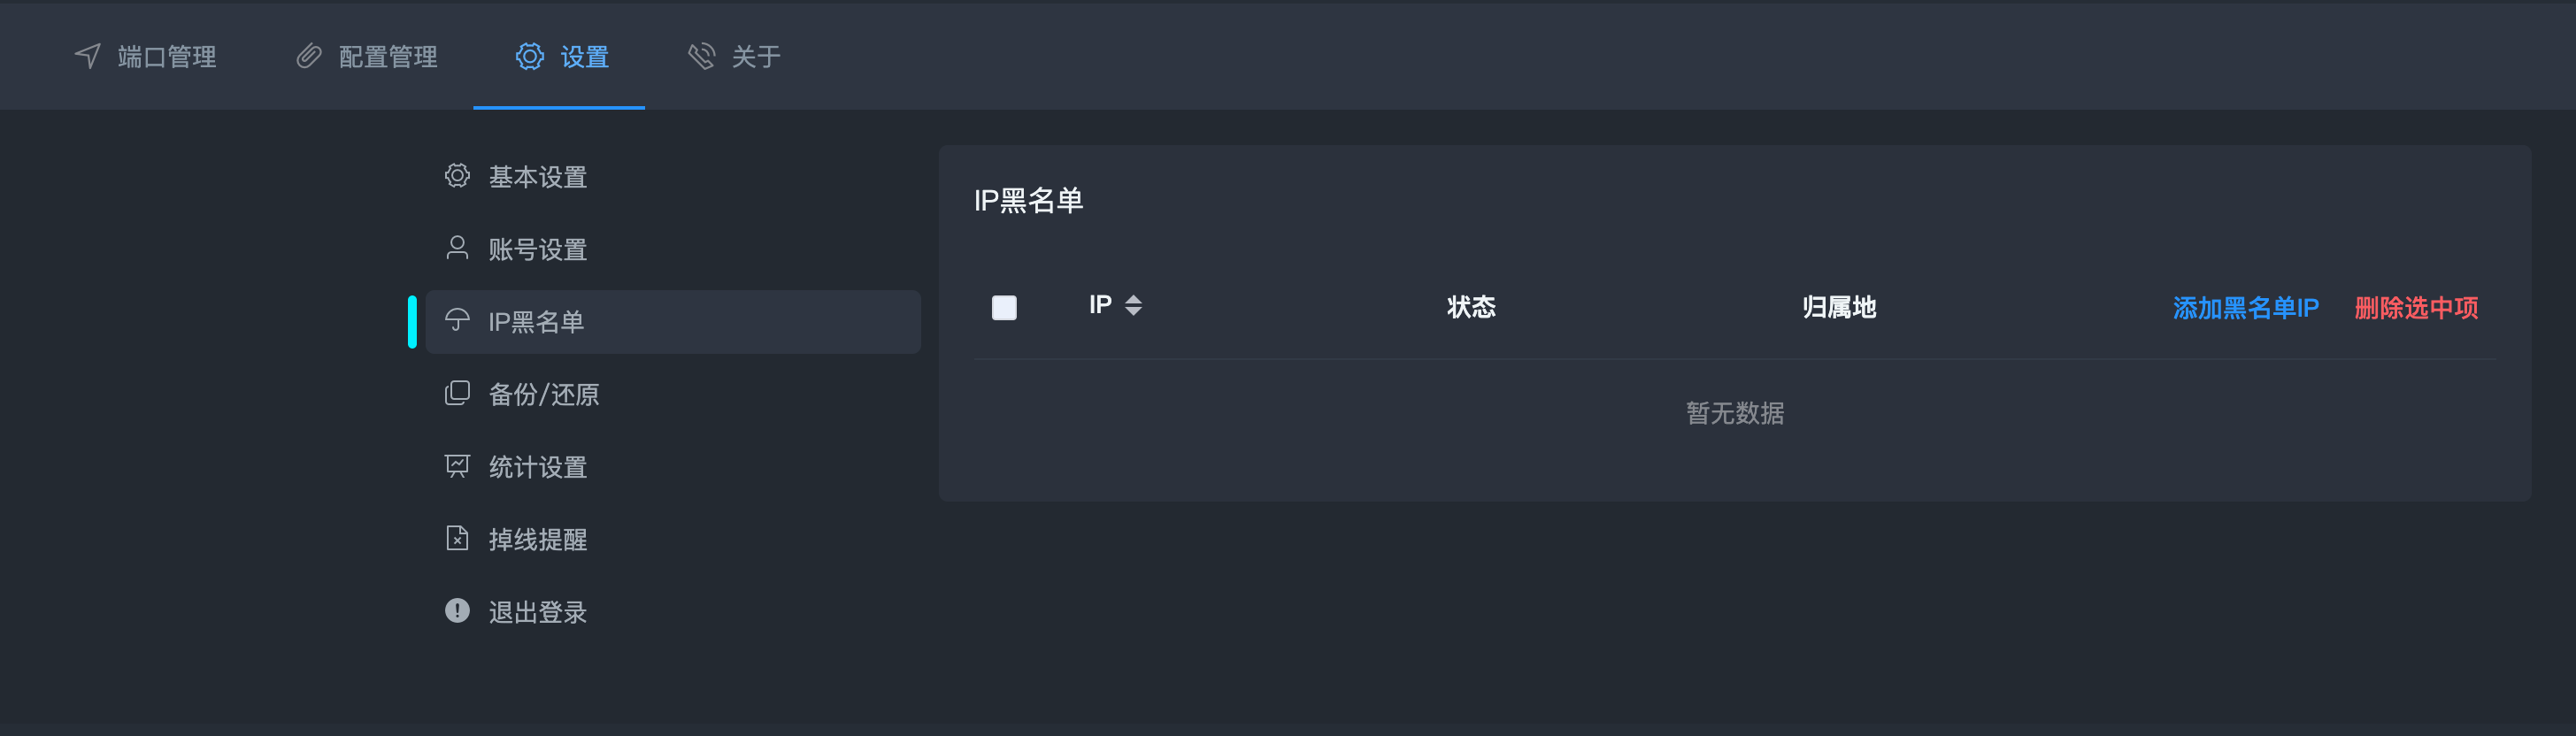 端口管理 配置管理 设置 关于
基本设置
账号设置
IP黑名单
备份/还原
统计设置
掉线提醒
退出登录
IP黑名单
IP 状态 归属地 添加黑名单IP 删除选中项
暂无数据